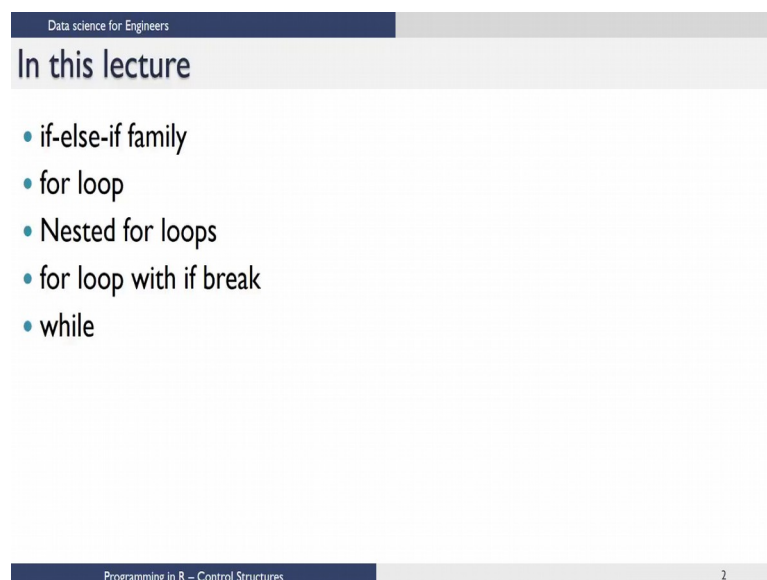 Data science for Engineers
In this lecture
• if-else-if family
• for loop
• Nested for loops
• for loop with if break
• while
Programming in R – Control Structures
2